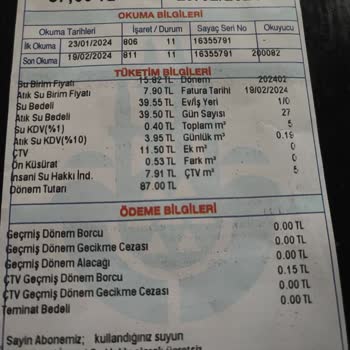 OKUMA BİLGİLERİ
Okuma Tarihleri İşaret / Durum Sayaç Seri No Okuyucu
İlk Okuma 23/01/2024 806 11 16355791
Son Okuma 19/02/2024 811 11 16355791 200082
TÜKETİM BİLGİLERİ
Su Birim Fiyatı 15.82 TL Dönem 202402
Atık Su Birim Fiyatı 7.90 TL Fatura Tarihi 19/02/2024
Su Bedeli 39.55 TL Evriş Yeri 1/0
Atık Su Bedeli 39.50 TL Gün Sayısı 27
Su KDV(%1) 0.40 TL Toplam m³ 5
Atık Su KDV(%10) 3.95 TL Günlük m³ 0.19
ÇTV 11.50 TL Ek m³ 0
Ön Küsürat 0.53 TL Fark m³ 0
İnsani Su Hakkı İnd. 7.91 TL ÇTV m³ 5
Dönem Tutarı 87.00 TL
ÖDEME BİLGİLERİ
Geçmiş Dönem Borcu 0.00 TL
Geçmiş Dönem Gecikme Cezası 0.00 TL
Geçmiş Dönem Alacağı 0.00 TL
ÇTV Geçmiş Dönem Borcu 0.15 TL
ÇTV Geçmiş Dönem Gecikme Cezası 0.00 TL
Teminat Bedeli 0.00 TL
Sayin Abonemiz; kullandığınız suyun